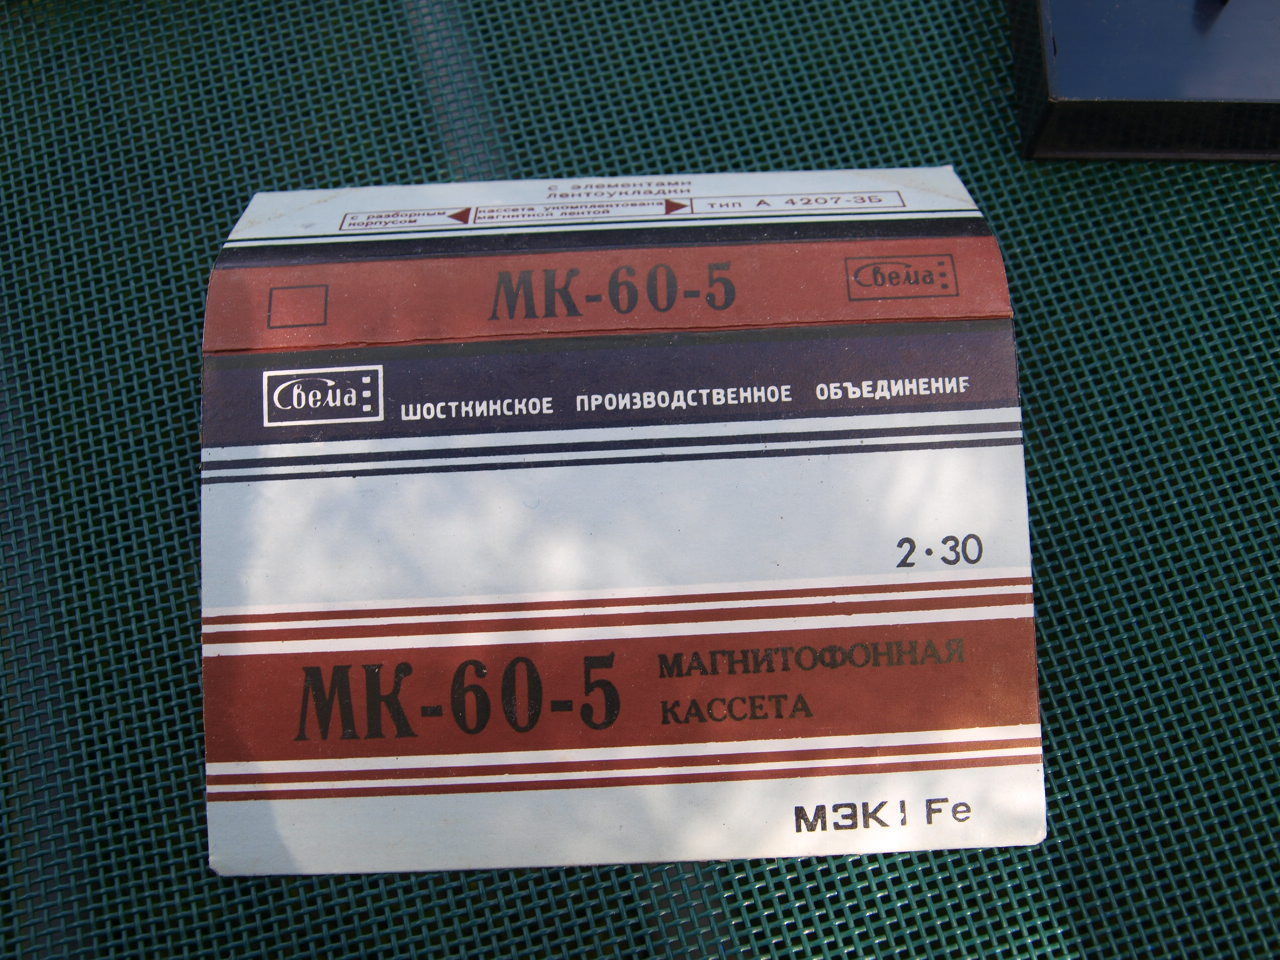 с элементами
лентоукладки
с разборным
корпусом
кассета укомплектована
магнитной лентой
тип А 4207-3Б
МК-60-5
Свема
Свема
ШОСТКИНСКОЕ ПРОИЗВОДСТВЕННОЕ ОБЪЕДИНЕНИЕ
2·30
МК-60-5
МАГНИТОФОННАЯ
КАССЕТА
МЭК I Fe